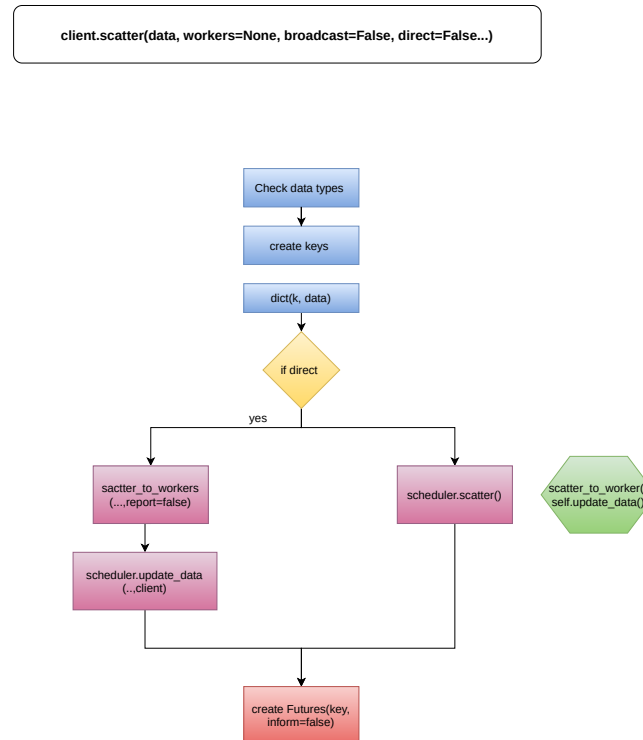 client.scatter(data, workers=None, broadcast=False, direct=False...)
Check data types
create keys
dict(k, data)
if direct
yes
sactter_to_workers
(...,report=false)
scheduler.scatter()
scatter_to_worker(
self.update_data()
scheduler.update_data
(..,client)
create Futures(key,
inform=false)